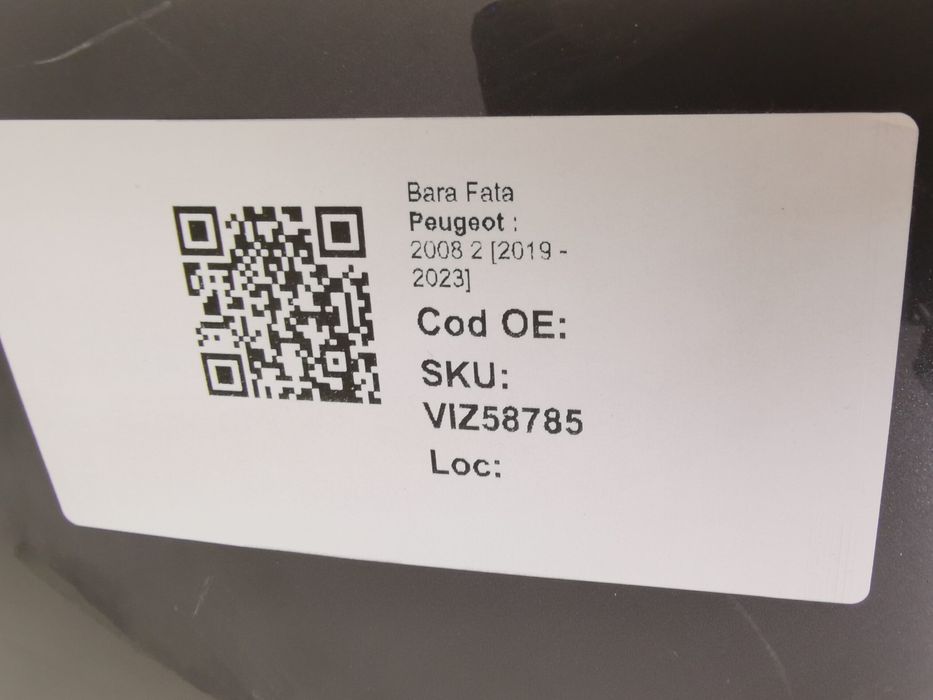 Bara Fata
Peugeot :
2008 2 [2019 -
2023]
Cod OE:
SKU:
VIZ58785
Loc: